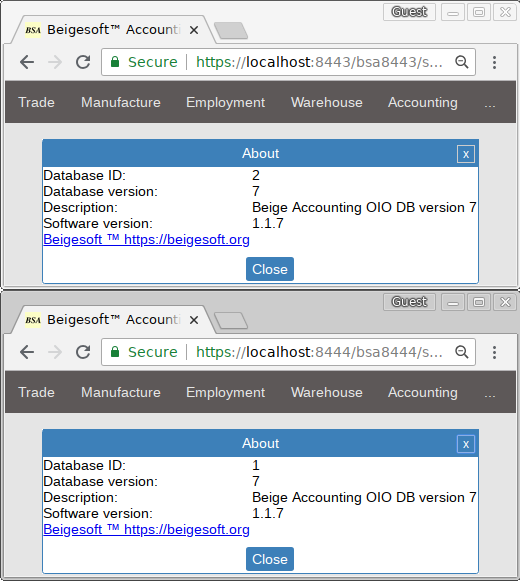 Guest
BSA Beigesoft™ Accounti
Secure https://localhost:8443/bsa8443/s...
Trade Manufacture Employment Warehouse Accounting ...
About x
Database ID: 2
Database version: 7
Description: Beige Accounting OIO DB version 7
Software version: 1.1.7
Beigesoft ™ https://beigesoft.org
Close
Guest
BSA Beigesoft™ Accounti
Secure https://localhost:8444/bsa8444/s...
Trade Manufacture Employment Warehouse Accounting ...
About x
Database ID: 1
Database version: 7
Description: Beige Accounting OIO DB version 7
Software version: 1.1.7
Beigesoft ™ https://beigesoft.org
Close